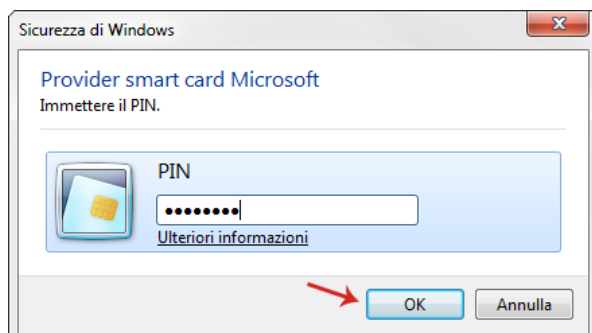 Sicurezza di Windows
Provider smart card Microsoft
Immettere il PIN.
PIN
••••••••
Ulteriori informazioni
OK Annulla